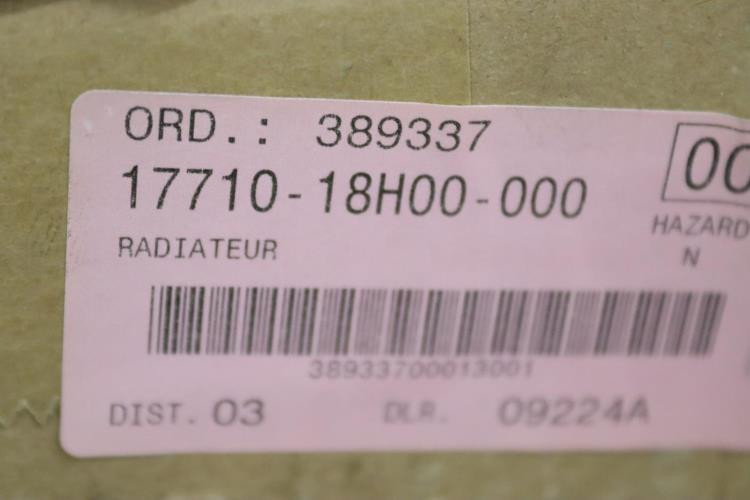 ORD.: 389337
17710-18H00-000
00
RADIATEUR
HAZARD
N
38933700013001
DIST. 03 DLR. 09224A